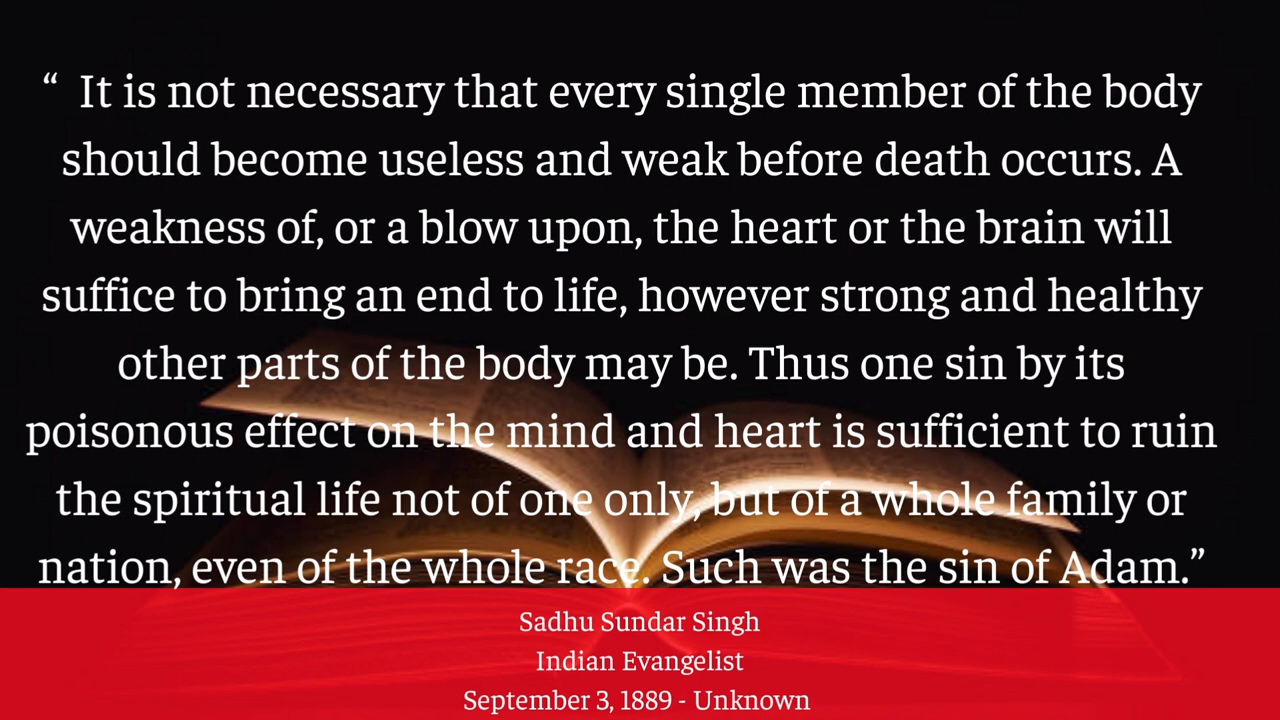 “ It is not necessary that every single member of the body
should become useless and weak before death occurs. A
weakness of, or a blow upon, the heart or the brain will
suffice to bring an end to life, however strong and healthy
other parts of the body may be. Thus one sin by its
poisonous effect on the mind and heart is sufficient to ruin
the spiritual life not of one only, but of a whole family or
nation, even of the whole race. Such was the sin of Adam.”
Sadhu Sundar Singh
Indian Evangelist
September 3, 1889 - Unknown